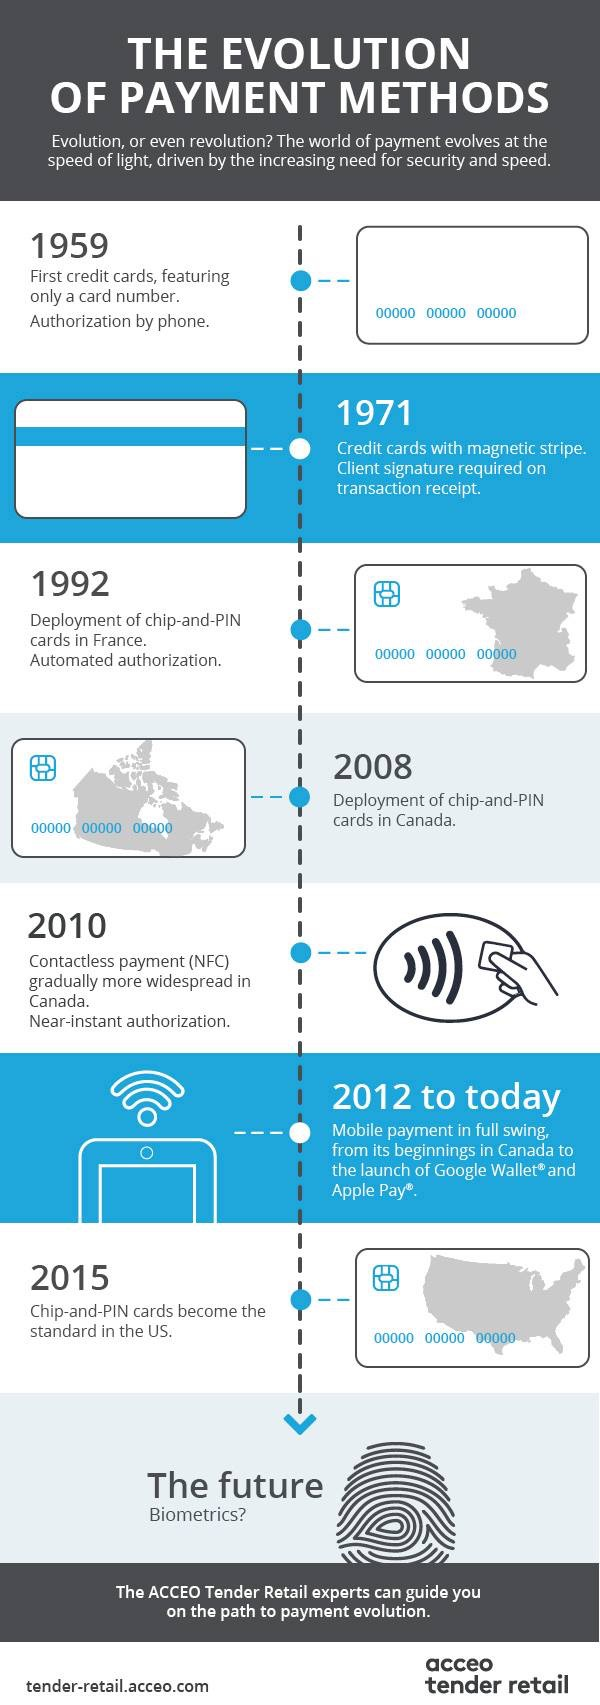 THE EVOLUTION
OF PAYMENT METHODS
Evolution, or even revolution? The world of payment evolves at the
speed of light, driven by the increasing need for security and speed.
1959
First credit cards, featuring
only a card number.
Authorization by phone.
00000 00000 00000
1971
Credit cards with magnetic stripe.
Client signature required on
transaction receipt.
1992
Deployment of chip-and-PIN
cards in France.
Automated authorization.
00000 00000 00000
2008
Deployment of chip-and-PIN
cards in Canada.
00000 00000 00000
2010
Contactless payment (NFC)
gradually more widespread in
Canada.
Near-instant authorization.
2012 to today
Mobile payment in full swing,
from its beginnings in Canada to
the launch of Google Wallet® and
Apple Pay®.
2015
Chip-and-PIN cards become the
standard in the US.
00000 00000 00000
The future
Biometrics?
The ACCEO Tender Retail experts can guide you
on the path to payment evolution.
tender-retail.acceo.com
acceo
tender retail